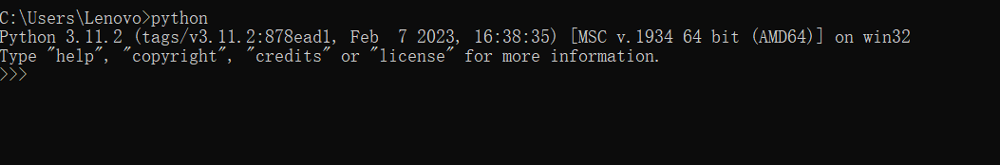 C:\Users\Lenovo>python
Python 3.11.2 (tags/v3.11.2:878ead1, Feb  7 2023, 16:38:35) [MSC v.1934 64 bit (AMD64)] on win32
Type "help", "copyright", "credits" or "license" for more information.
>>>